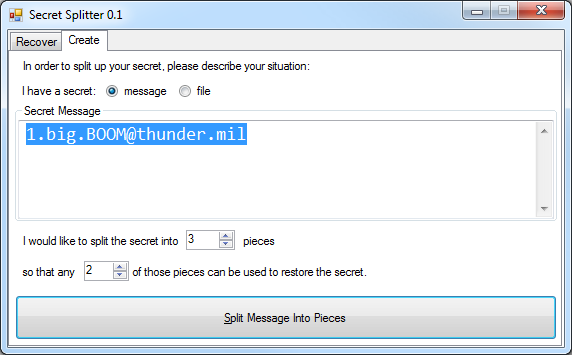 Secret Splitter 0.1
Recover Create
In order to split up your secret, please describe your situation:
I have a secret: message file
Secret Message
1.big.BOOM@thunder.mil
I would like to split the secret into 3 pieces
so that any 2 of those pieces can be used to restore the secret.
Split Message Into Pieces